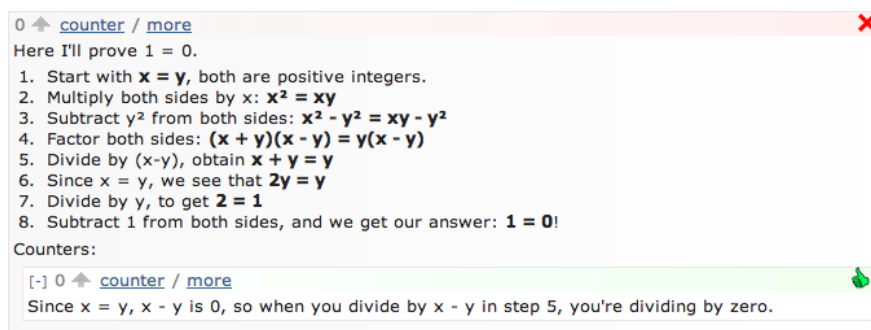 0 counter / more
Here I'll prove 1 = 0.
1. Start with x = y, both are positive integers.
2. Multiply both sides by x: x² = xy
3. Subtract y² from both sides: x² - y² = xy - y²
4. Factor both sides: (x + y)(x - y) = y(x - y)
5. Divide by (x-y), obtain x + y = y
6. Since x = y, we see that 2y = y
7. Divide by y, to get 2 = 1
8. Subtract 1 from both sides, and we get our answer: 1 = 0!
Counters:
[-] 0 counter / more
Since x = y, x - y is 0, so when you divide by x - y in step 5, you're dividing by zero.